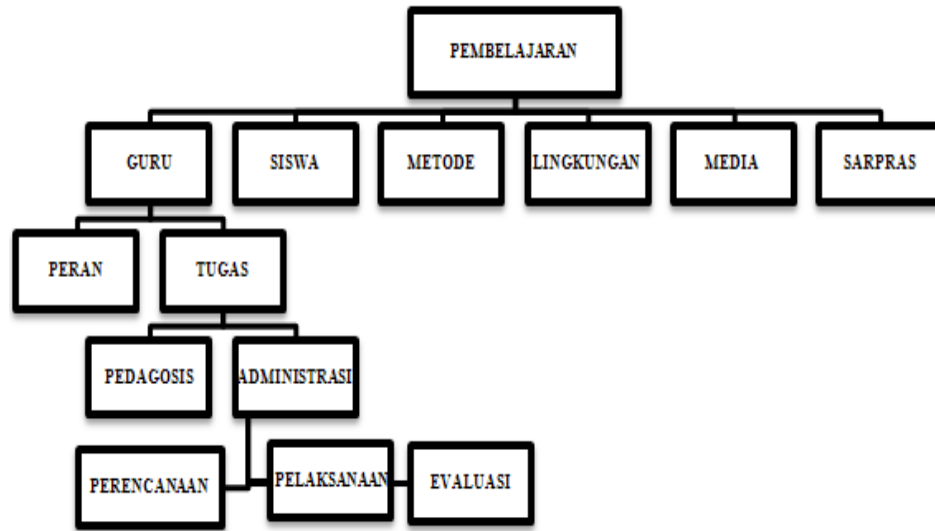 PEMBELAJARAN
GURU
SISWA
METODE
LINGKUNGAN
MEDIA
SARPRAS
PERAN
TUGAS
PEDAGOSIS
ADMINISTRASI
PERENCANAAN
PELAKSANAAN
EVALUASI